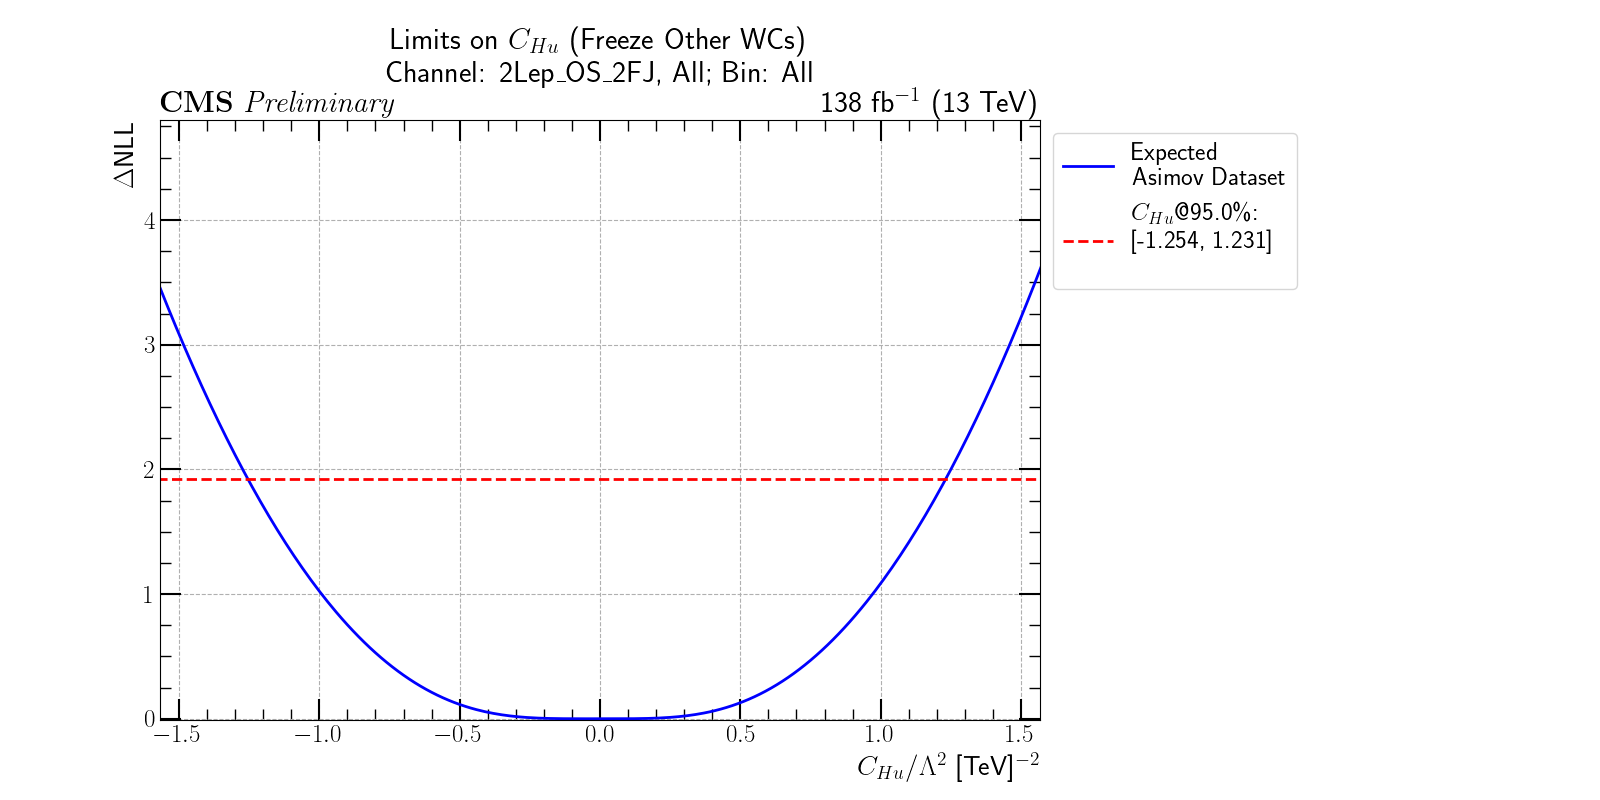 Limits on C_{Hu} (Freeze Other WCs)
Channel: 2Lep_OS_2FJ, All; Bin: All
CMS Preliminary
138 fb⁻¹ (13 TeV)
ΔNLL
4
3
2
1
0
−1.5
−1.0
−0.5
0.0
0.5
1.0
1.5
C_{Hu}/Λ² [TeV]⁻²
Expected
Asimov Dataset
C_{Hu}@95.0%:
[-1.254, 1.231]